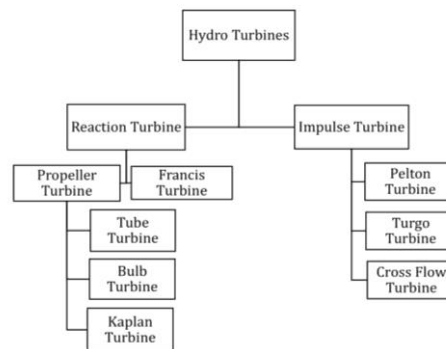 Hydro Turbines
Reaction Turbine
Impulse Turbine
Propeller
Turbine
Francis
Turbine
Tube
Turbine
Bulb
Turbine
Kaplan
Turbine
Pelton
Turbine
Turgo
Turbine
Cross Flow
Turbine